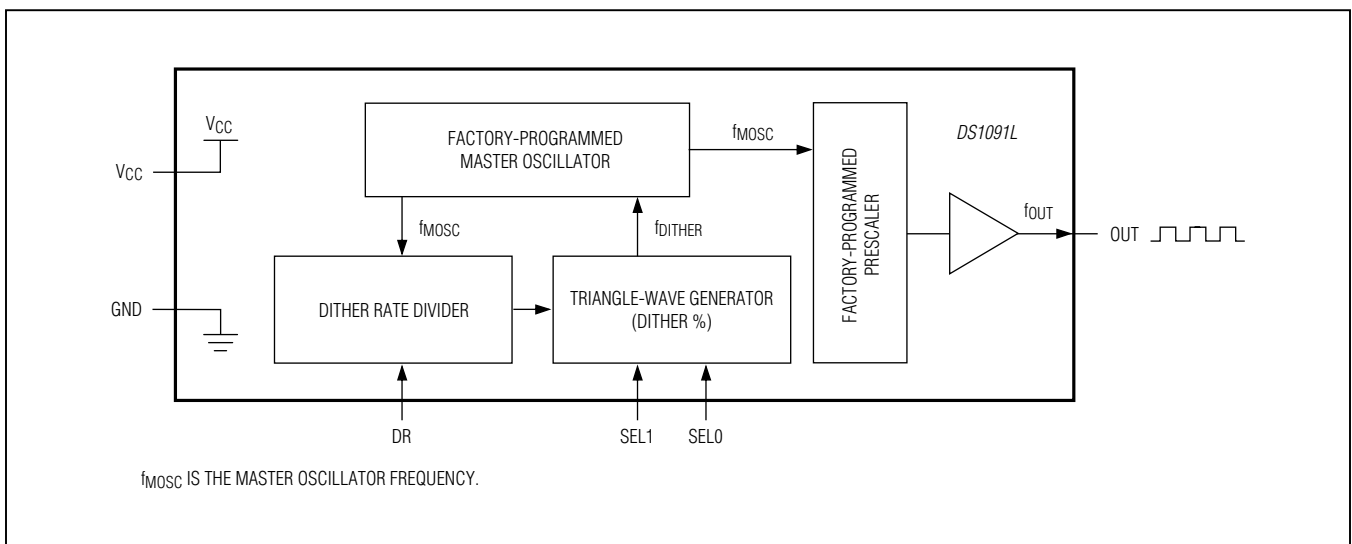 VCC
VCC
GND
FACTORY-PROGRAMMED
MASTER OSCILLATOR
fMOSC
fMOSC
fDITHER
DITHER RATE DIVIDER
TRIANGLE-WAVE GENERATOR
(DITHER %)
FACTORY-PROGRAMMED
PRESCALER
DS1091L
fOUT
OUT
DR
SEL1
SEL0
fMOSC IS THE MASTER OSCILLATOR FREQUENCY.